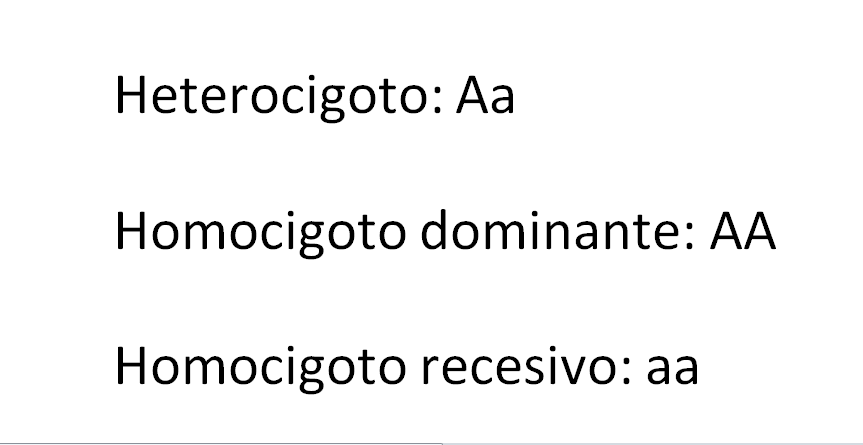 Heterocigoto: Aa
Homocigoto dominante: AA
Homocigoto recesivo: aa